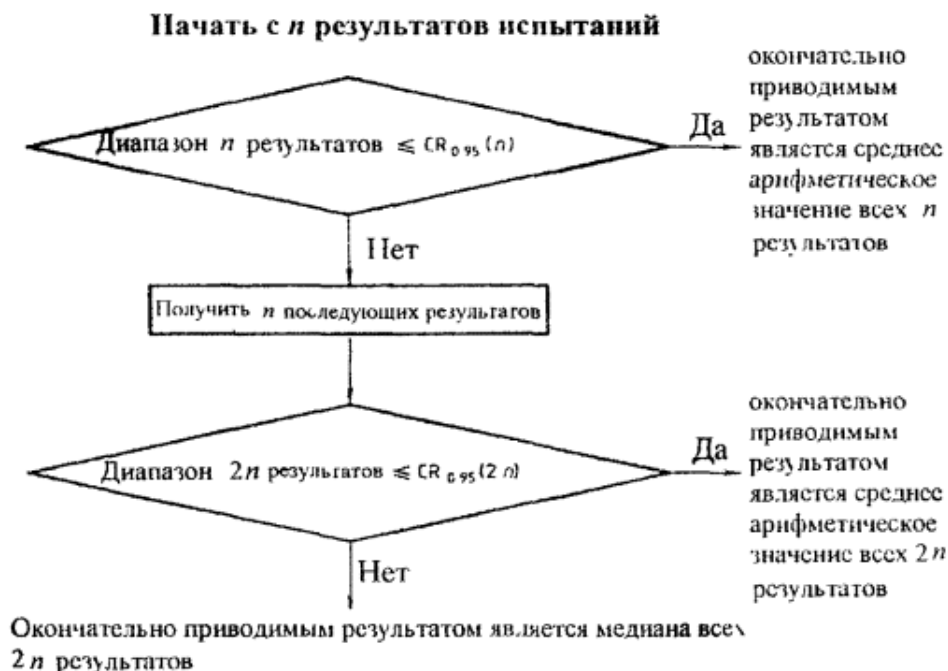 Начать с n результатов испытаний
Диапазон n результатов ≤ CR₀.₉₅(n)
Да
окончательно
приводимым
результатом
является среднее
арифметическое
значение всех n
результатов
Нет
Получить n последующих результатов
Диапазон 2n результатов ≤ CR₀.₉₅(2n)
Да
окончательно
приводимым
результатом
является среднее
арифметическое
значение всех 2n
результатов
Нет
Окончательно приводимым результатом является медиана всех
2n результатов